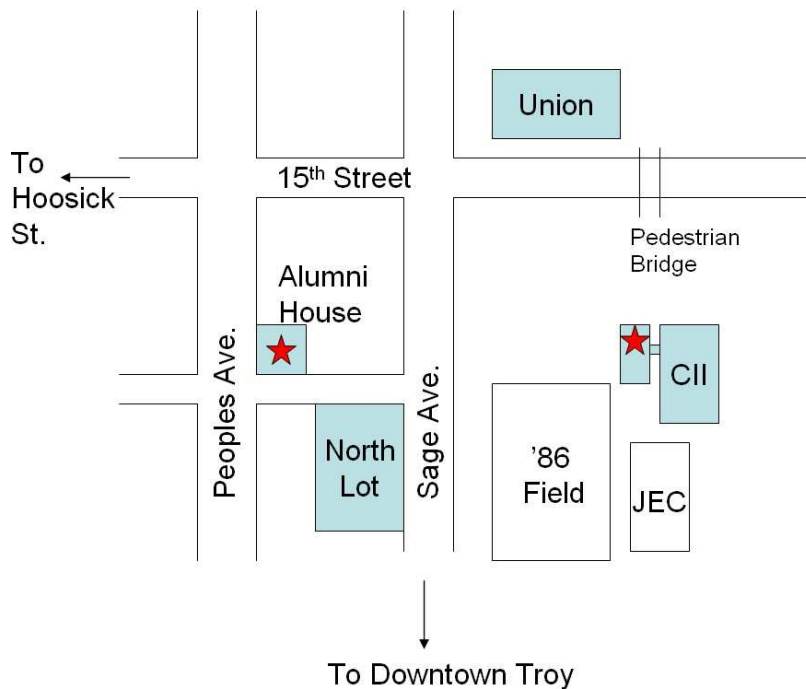 Union
To
Hoosick
St.
15th Street
Pedestrian
Bridge
Alumni
House
Peoples Ave.
Sage Ave.
CII
North
Lot
'86
Field
JEC
To Downtown Troy